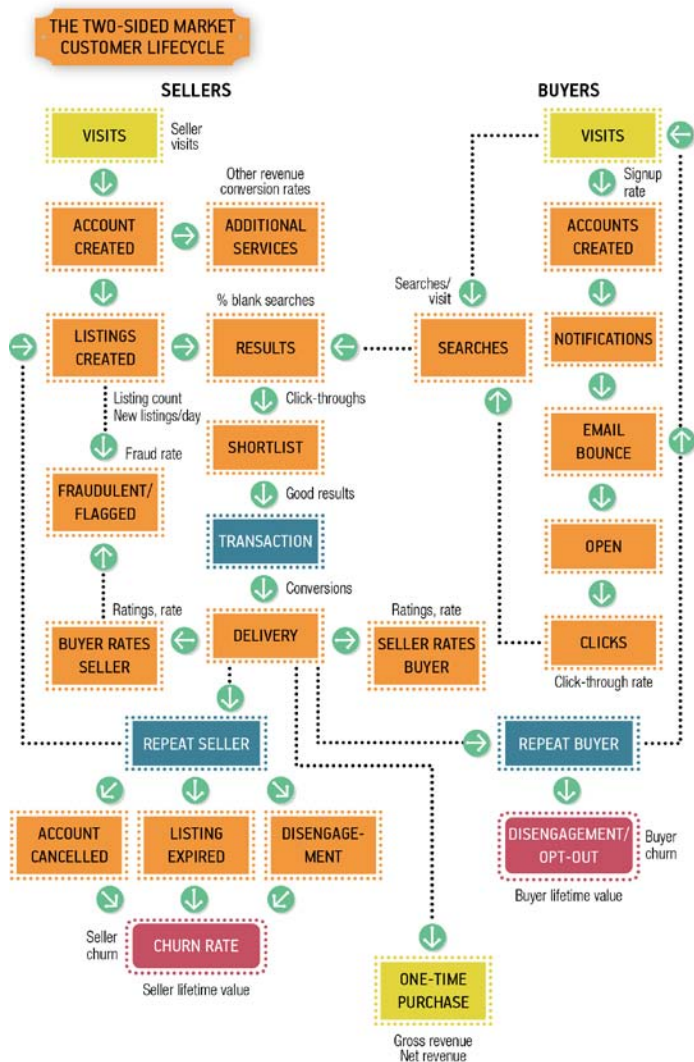 THE TWO-SIDED MARKET
CUSTOMER LIFECYCLE
SELLERS
BUYERS
VISITS
Seller
visits
VISITS
Signup
rate
Other revenue
conversion rates
ACCOUNT
CREATED
ADDITIONAL
SERVICES
ACCOUNTS
CREATED
Searches/
visit
% blank searches
LISTINGS
CREATED
RESULTS
SEARCHES
NOTIFICATIONS
Listing count
New listings/day
Click-throughs
Fraud rate
SHORTLIST
EMAIL
BOUNCE
FRAUDULENT/
FLAGGED
Good results
TRANSACTION
OPEN
Conversions
Ratings, rate
Ratings, rate
BUYER RATES
SELLER
DELIVERY
SELLER RATES
BUYER
CLICKS
Click-through rate
REPEAT SELLER
REPEAT BUYER
ACCOUNT
CANCELLED
LISTING
EXPIRED
DISENGAGE-
MENT
DISENGAGEMENT/
OPT-OUT
Buyer
churn
Buyer lifetime value
Seller
churn
CHURN RATE
Seller lifetime value
ONE-TIME
PURCHASE
Gross revenue
Net revenue